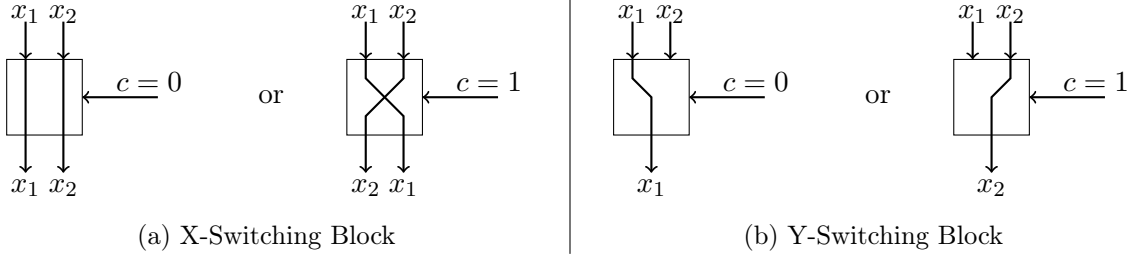 x₁ x₂ x₁ x₂ x₁ x₂ x₁ x₂
c = 0 or c = 1 c = 0 or c = 1
x₁ x₂ x₂ x₁ x₁ x₂
(a) X-Switching Block (b) Y-Switching Block